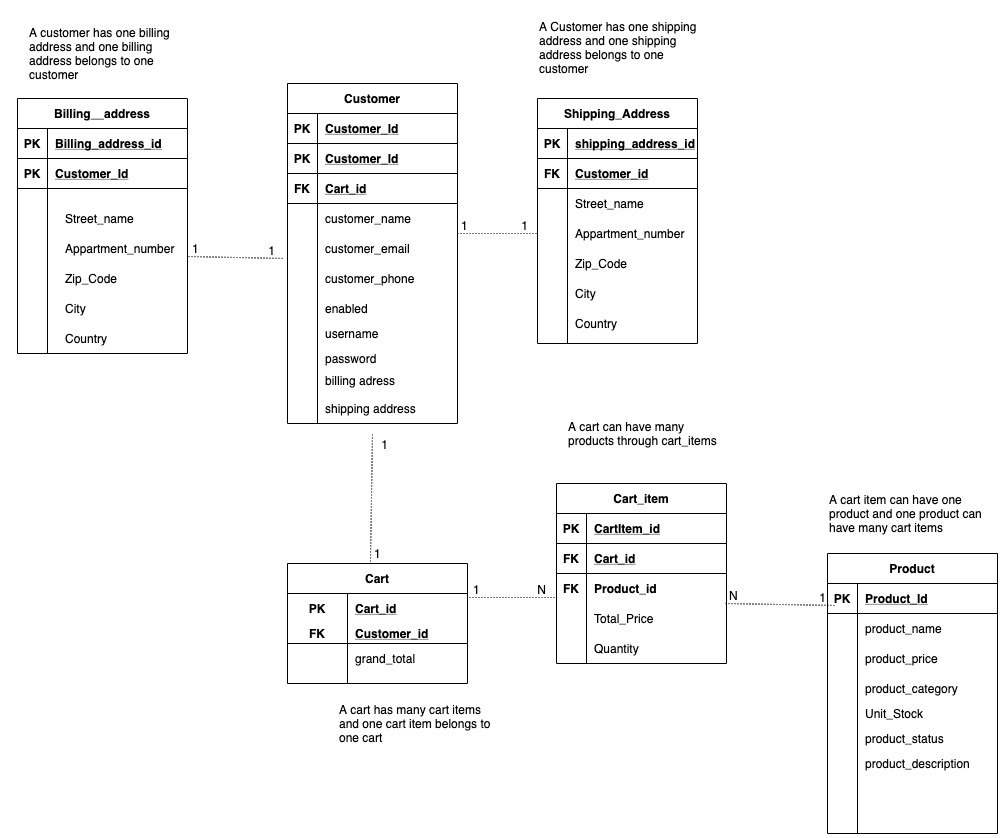 A customer has one billing
address and one billing
address belongs to one
customer
A Customer has one shipping
address and one shipping
address belongs to one
customer
Billing__address
PK Billing_address_id
PK Customer_Id
Street_name
Appartment_number
Zip_Code
City
Country
1 1
Customer
PK Customer_Id
PK Customer_Id
FK Cart_id
customer_name
customer_email
customer_phone
enabled
username
password
billing adress
shipping address
1 1
Shipping_Address
PK shipping_address_id
FK Customer_id
Street_name
Appartment_number
Zip_Code
City
Country
1
1
Cart
PK Cart_id
FK Customer_id
grand_total
A cart has many cart items
and one cart item belongs to
one cart
1 N
A cart can have many
products through cart_items
Cart_item
PK CartItem_id
FK Cart_id
FK Product_id
Total_Price
Quantity
N 1
A cart item can have one
product and one product can
have many cart items
Product
PK Product_Id
product_name
product_price
product_category
Unit_Stock
product_status
product_description